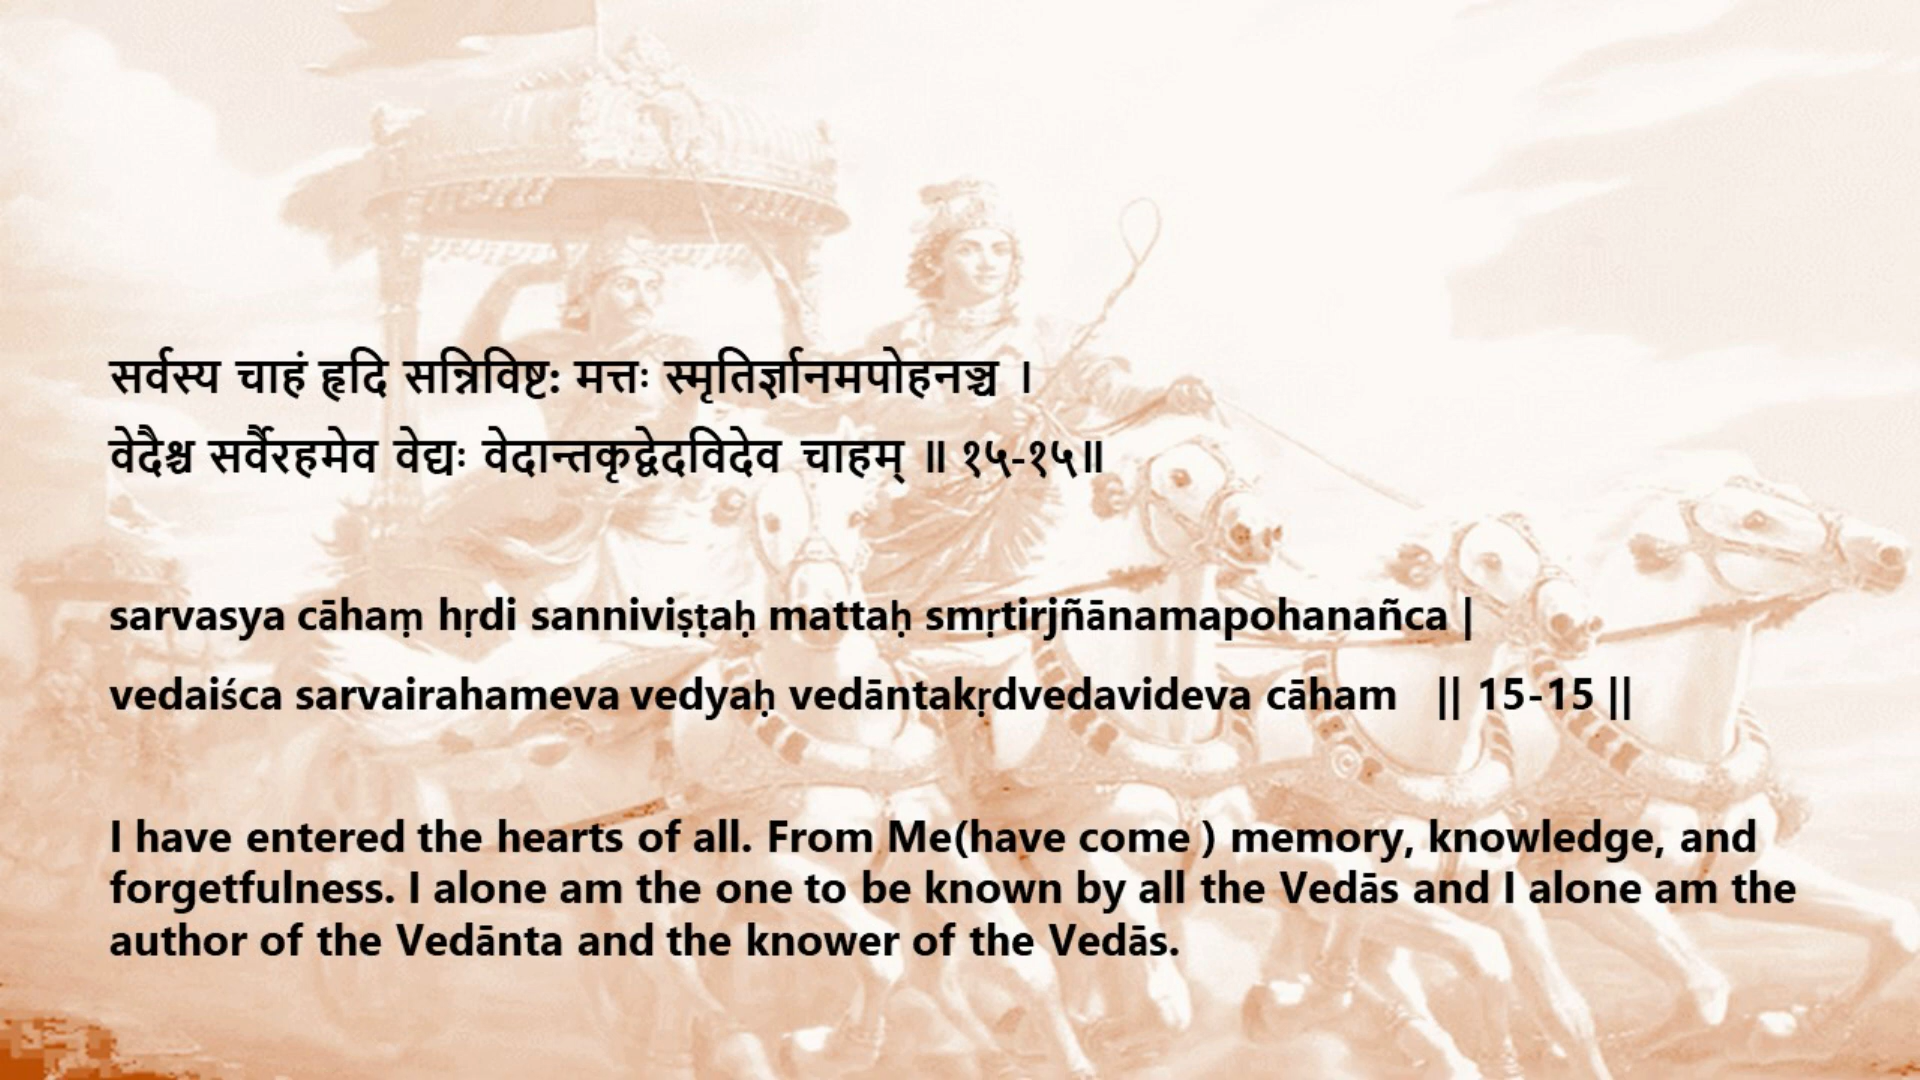 सर्वस्य चाहं हृदि सन्निविष्ट: मत्तः स्मृतिर्ज्ञानमपोहनञ्च ।
वेदैश्च सर्वैरहमेव वेद्यः वेदान्तकृद्वेदविदेव चाहम् ॥ १५-१५॥
sarvasya cāhaṃ hṛdi sanniviṣṭaḥ mattaḥ smṛtirjñānamapohanañca |
vedaiśca sarvairahameva vedyaḥ vedāntakṛdvedavideva cāham || 15-15 ||
I have entered the hearts of all. From Me(have come ) memory, knowledge, and
forgetfulness. I alone am the one to be known by all the Vedās and I alone am the
author of the Vedānta and the knower of the Vedās.